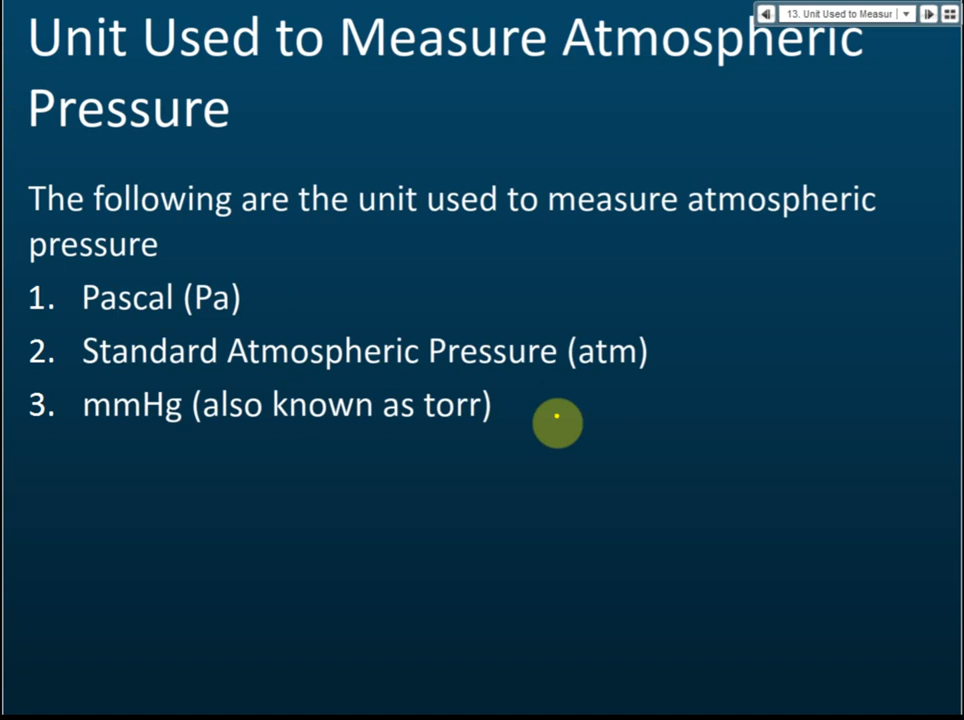 13. Unit Used to Measur
Unit Used to Measure Atmospheric
Pressure
The following are the unit used to measure atmospheric
pressure
1. Pascal (Pa)
2. Standard Atmospheric Pressure (atm)
3. mmHg (also known as torr)